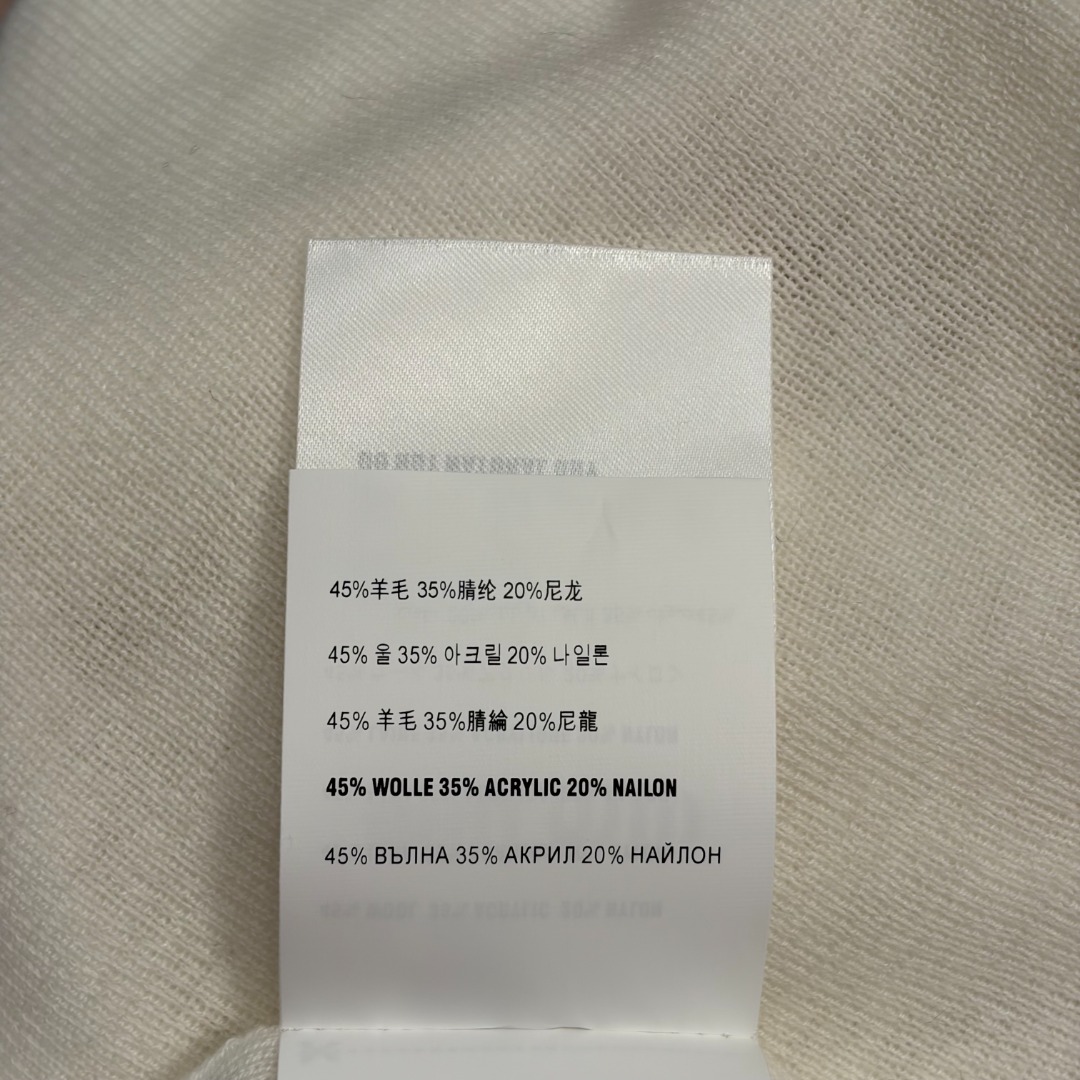 45%羊毛 35%腈纶 20%尼龙
45% 울 35% 아크릴 20% 나일론
45% 羊毛 35%腈綸 20%尼龍
45% WOLLE 35% ACRYLIC 20% NAILON
45% ВЪЛНА 35% АКРИЛ 20% НАЙЛОН